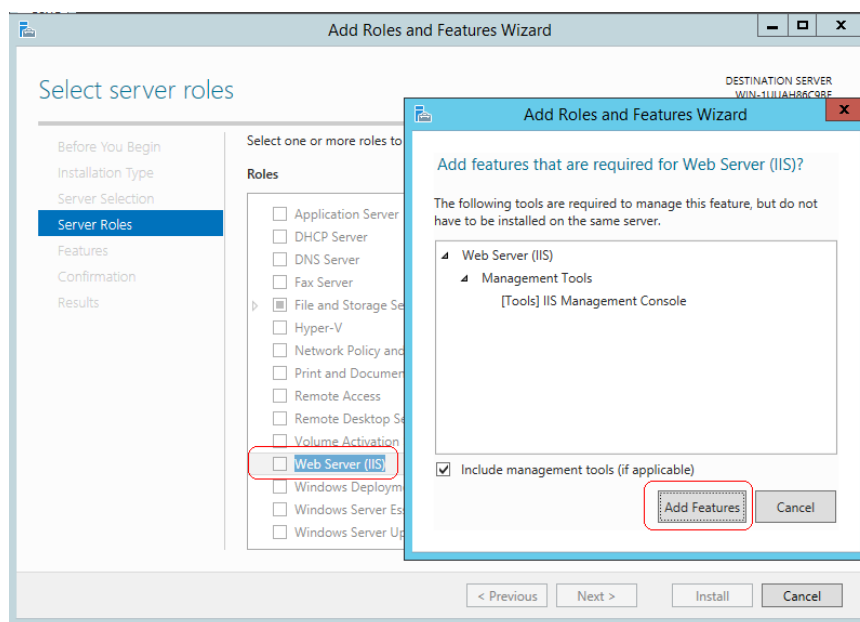 Add Roles and Features Wizard
Select server roles
DESTINATION SERVER
WIN-1UUAH86C9BF
Before You Begin
Installation Type
Server Selection
Server Roles
Features
Confirmation
Results
Select one or more roles to
Roles
Application Server
DHCP Server
DNS Server
Fax Server
File and Storage Se
Hyper-V
Network Policy and
Print and Documen
Remote Access
Remote Desktop Se
Volume Activation
Web Server (IIS)
Windows Deploym
Windows Server Es
Windows Server Up
Add Roles and Features Wizard
Add features that are required for Web Server (IIS)?
The following tools are required to manage this feature, but do not
have to be installed on the same server.
Web Server (IIS)
Management Tools
[Tools] IIS Management Console
Include management tools (if applicable)
Add Features
Cancel
< Previous
Next >
Install
Cancel